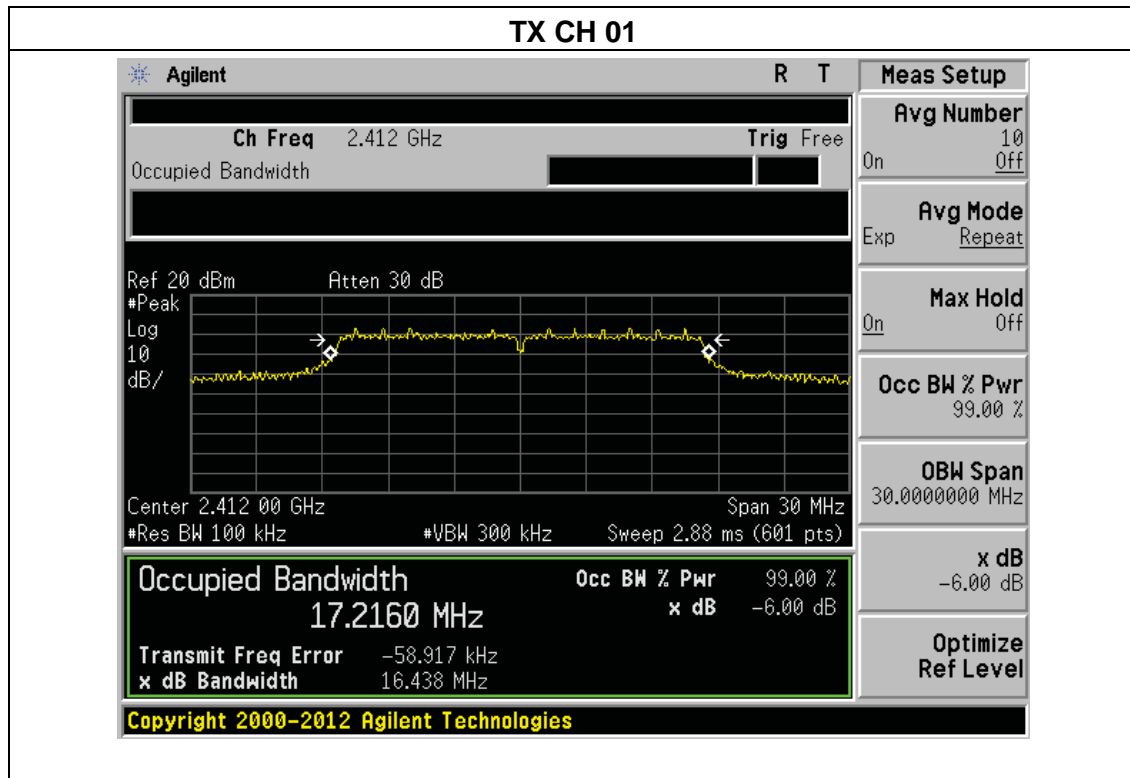 TX CH 01
Agilent R T
Ch Freq 2.412 GHz Trig Free
Occupied Bandwidth
Ref 20 dBm Atten 30 dB
#Peak
Log
10
dB/
Center 2.412 00 GHz Span 30 MHz
#Res BW 100 kHz #VBW 300 kHz Sweep 2.88 ms (601 pts)
Occupied Bandwidth Occ BW % Pwr 99.00 %
17.2160 MHz x dB -6.00 dB
Transmit Freq Error -58.917 kHz
x dB Bandwidth 16.438 MHz
Copyright 2000-2012 Agilent Technologies
Meas Setup
Avg Number
10
On Off
Avg Mode
Exp Repeat
Max Hold
On Off
Occ BW % Pwr
99.00 %
OBW Span
30.0000000 MHz
x dB
-6.00 dB
Optimize
Ref Level